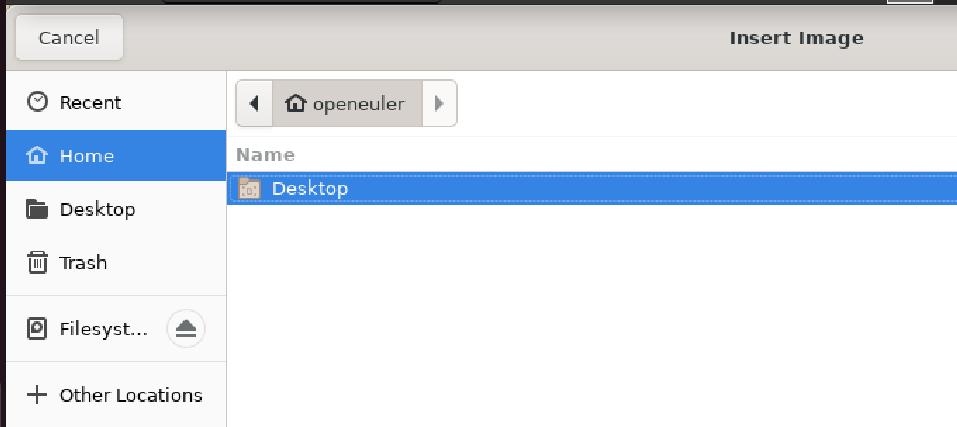 Cancel
Insert Image
Recent
Home
Desktop
Trash
Filesyst...
Other Locations
openeuler
Name
Desktop